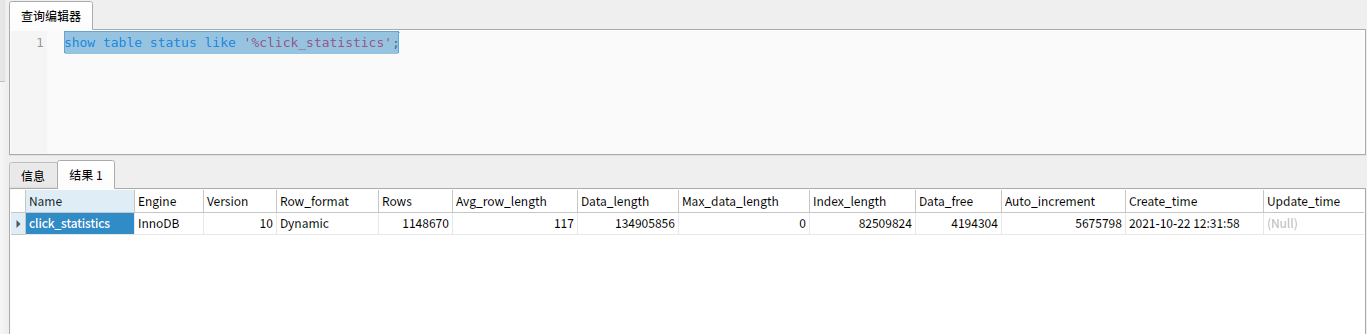 查询编辑器
1 show table status like '%click_statistics';
信息 结果 1
Name Engine Version Row_format Rows Avg_row_length Data_length Max_data_length Index_length Data_free Auto_increment Create_time Update_time
click_statistics InnoDB 10 Dynamic 1148670 117 134905856 0 82509824 4194304 5675798 2021-10-22 12:31:58 (Null)